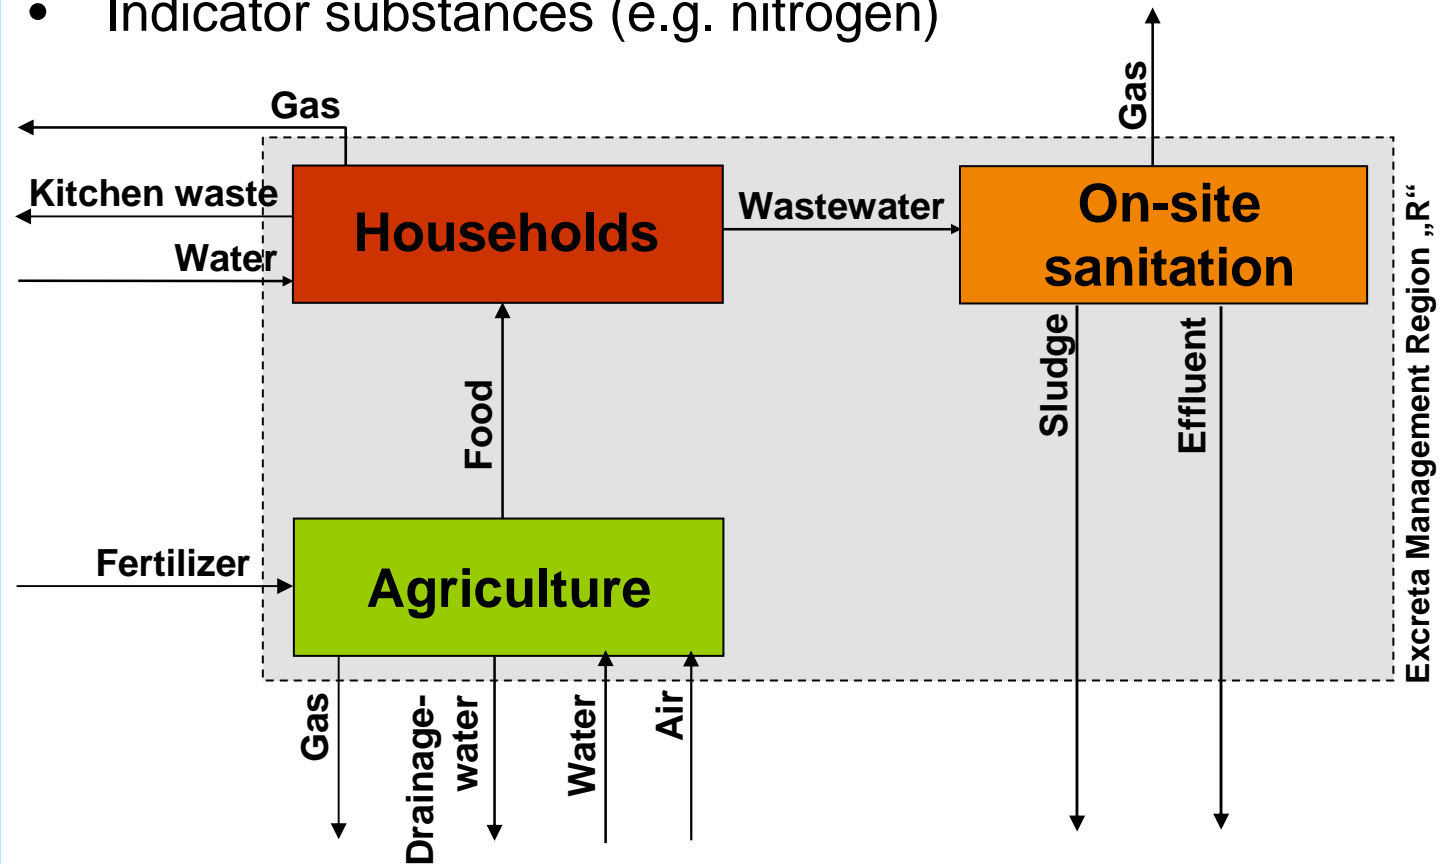 • Indicator substances (e.g. nitrogen)
Gas
Gas
Kitchen waste
Water
Households
Wastewater
On-site
sanitation
Excreta Management Region „R“
Food
Sludge
Effluent
Fertilizer
Agriculture
Gas
Drainage-
water
Water
Air